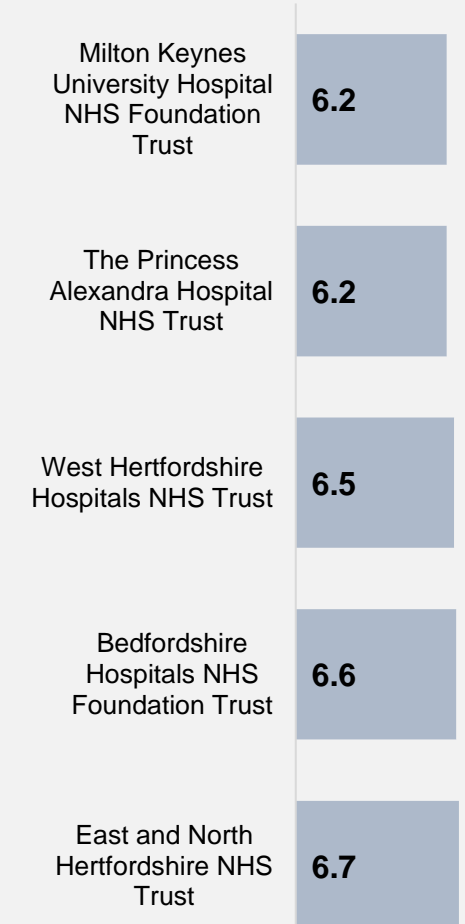 Milton Keynes
University Hospital
NHS Foundation
Trust
6.2
The Princess
Alexandra Hospital
NHS Trust
6.2
West Hertfordshire
Hospitals NHS Trust
6.5
Bedfordshire
Hospitals NHS
Foundation Trust
6.6
East and North
Hertfordshire NHS
Trust
6.7